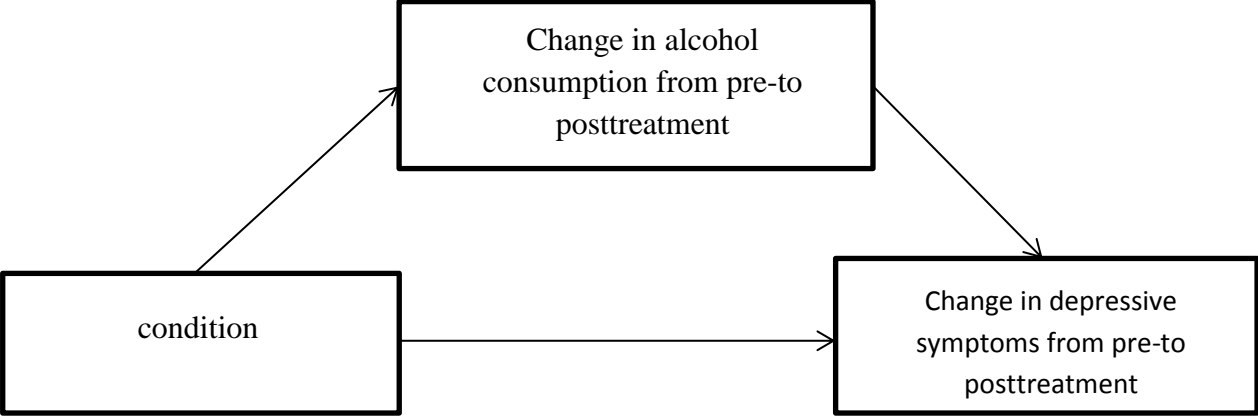 Change in alcohol
consumption from pre-to
posttreatment
condition
Change in depressive
symptoms from pre-to
posttreatment